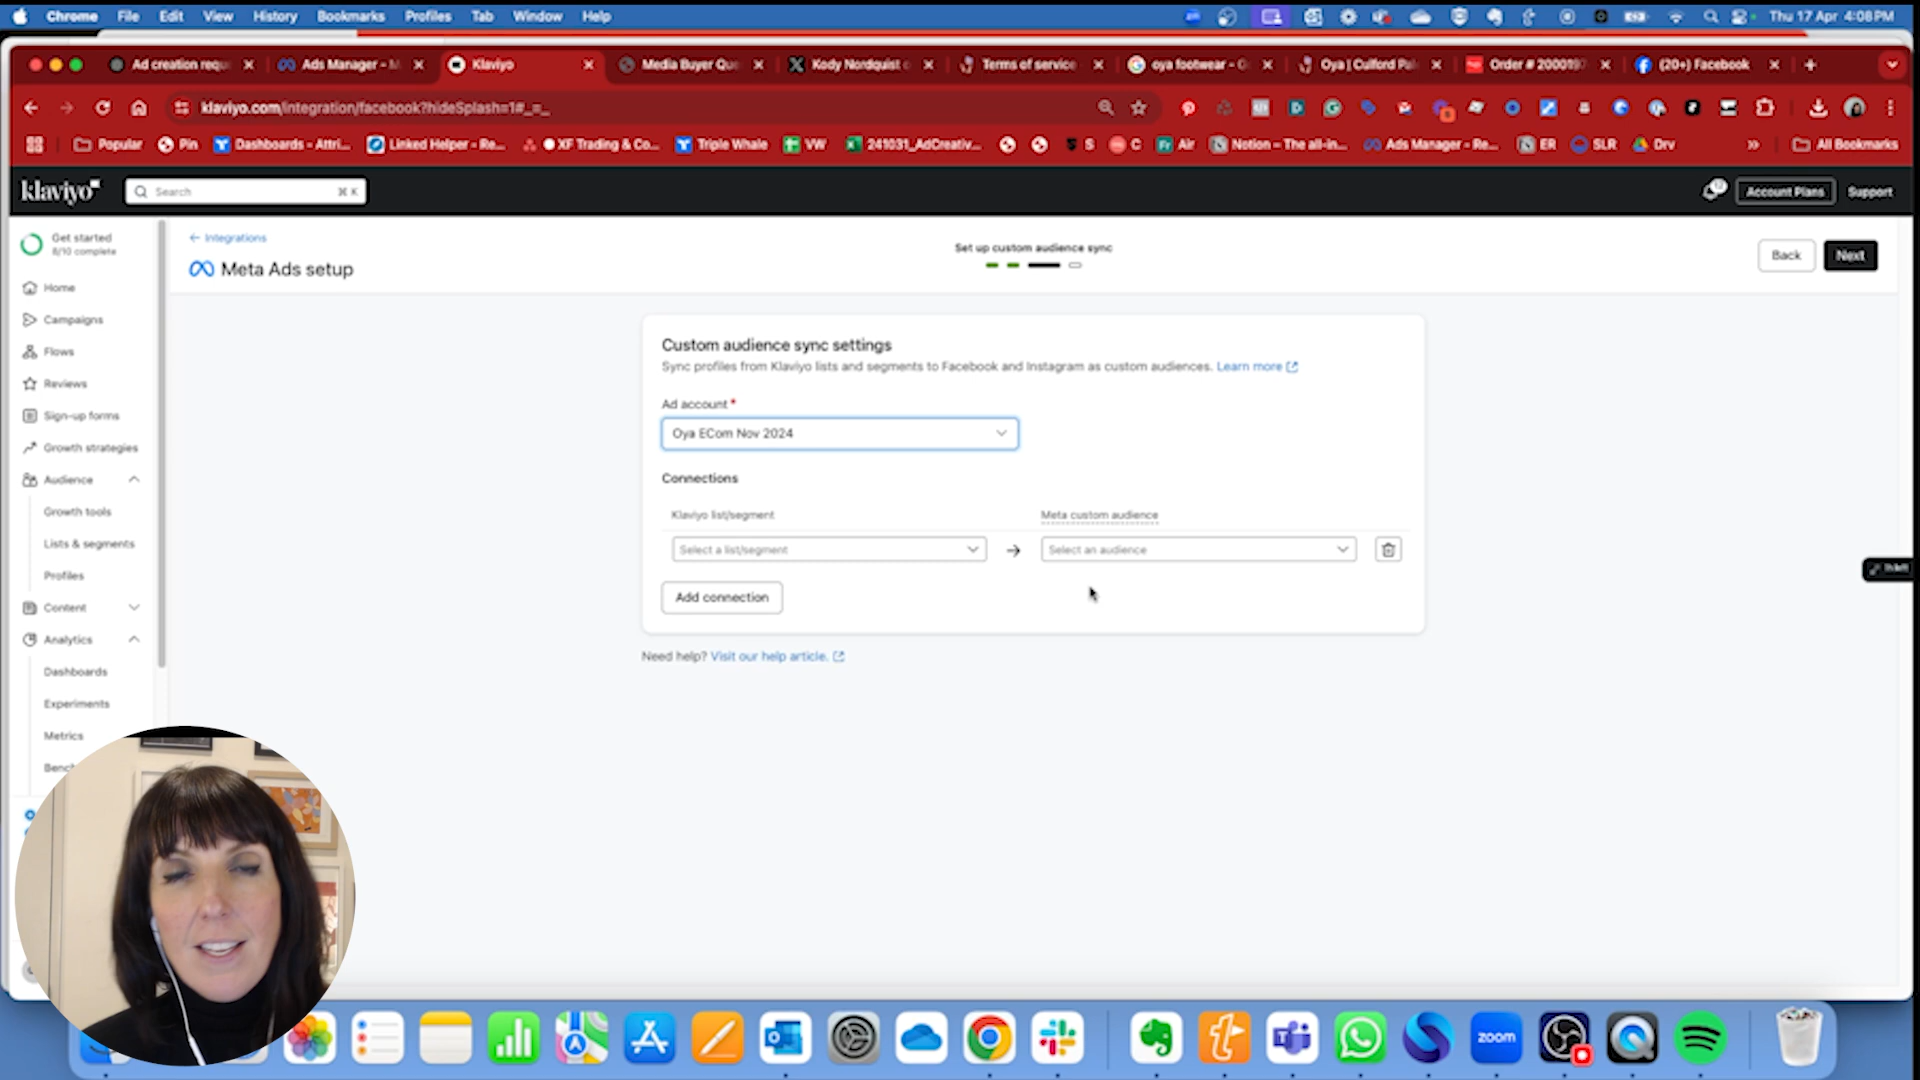 Chrome File Edit View History Bookmarks Profiles Tab Window Help
Thu 17 Apr 4:08PM
Ad creation requ
Ads Manager - M
Klaviyo
Media Buyer Que
Kody Nordquist
Terms of service
oya footwear - G
Oya | Culford Pal
Order # 2000197
(20+) Facebook
klaviyo.com/integration/facebook?hideSplash=1#_=_
Popular
Pin
Dashboards - Attri...
Linked Helper - Re...
XF Trading & Co...
Triple Whale
VW
241031_AdCreativ...
S
C
Air
Notion – The all-in...
Ads Manager - Re...
ER
SLR
Drv
All Bookmarks
klaviyo
Search
⌘ K
Account Plans
Support
Get started
8/10 complete
Home
Campaigns
Flows
Reviews
Sign-up forms
Growth strategies
Audience
Growth tools
Lists & segments
Profiles
Content
Analytics
Dashboards
Experiments
Metrics
Benc
← Integrations
Meta Ads setup
Set up custom audience sync
Back
Next
Custom audience sync settings
Sync profiles from Klaviyo lists and segments to Facebook and Instagram as custom audiences. Learn more
Ad account*
Oya ECom Nov 2024
Connections
Klaviyo list/segment
Meta custom audience
Select a list/segment
Select an audience
Add connection
Need help? Visit our help article.
zoom